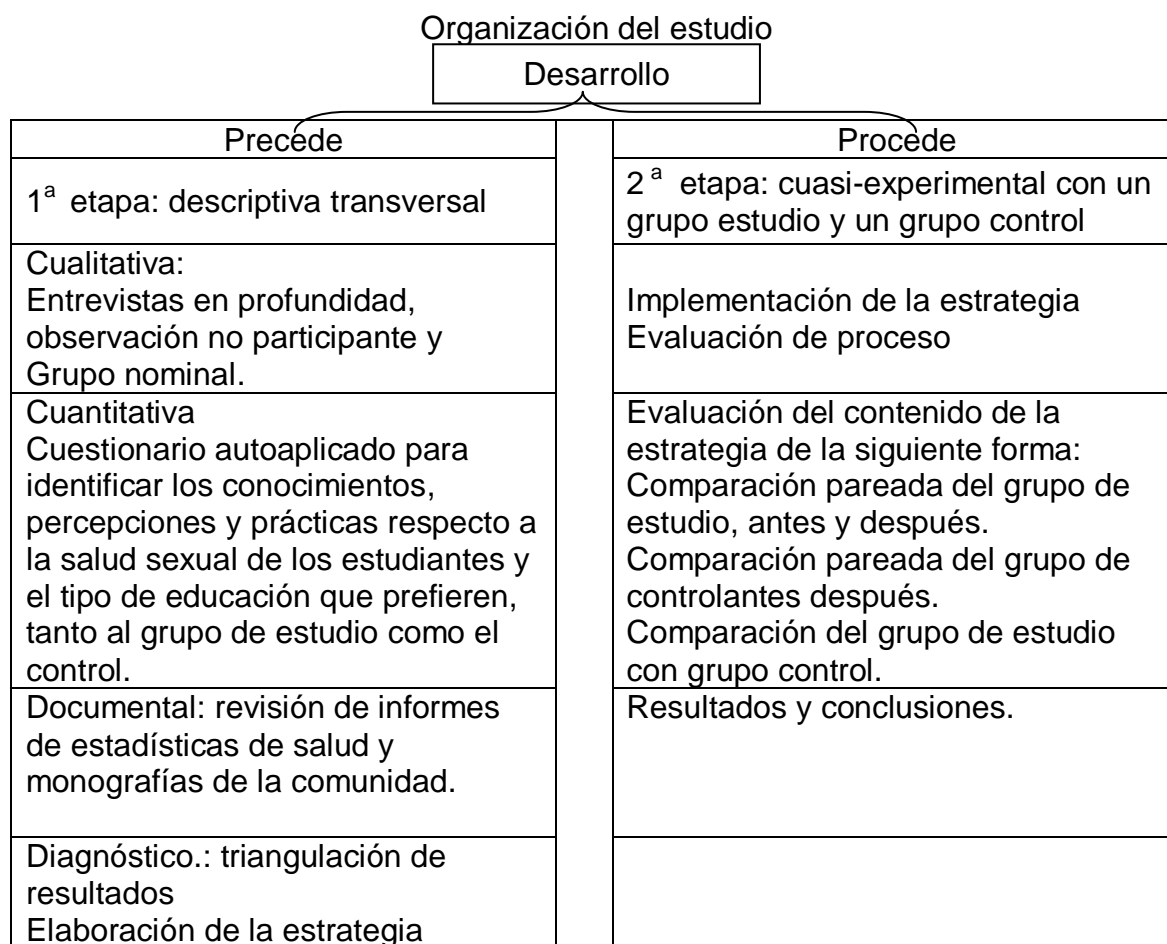 Organización del estudio
Desarrollo
Precede
1ª etapa: descriptiva transversal
Cualitativa:
Entrevistas en profundidad,
observación no participante y
Grupo nominal.
Cuantitativa
Cuestionario autoaplicado para
identificar los conocimientos,
percepciones y prácticas respecto a
la salud sexual de los estudiantes y
el tipo de educación que prefieren,
tanto al grupo de estudio como el
control.
Documental: revisión de informes
de estadísticas de salud y
monografías de la comunidad.
Diagnóstico.: triangulación de
resultados
Elaboración de la estrategia
Procede
2 ª etapa: cuasi-experimental con un
grupo estudio y un grupo control
Implementación de la estrategia
Evaluación de proceso
Evaluación del contenido de la
estrategia de la siguiente forma:
Comparación pareada del grupo de
estudio, antes y después.
Comparación pareada del grupo de
controlantes después.
Comparación del grupo de estudio
con grupo control.
Resultados y conclusiones.